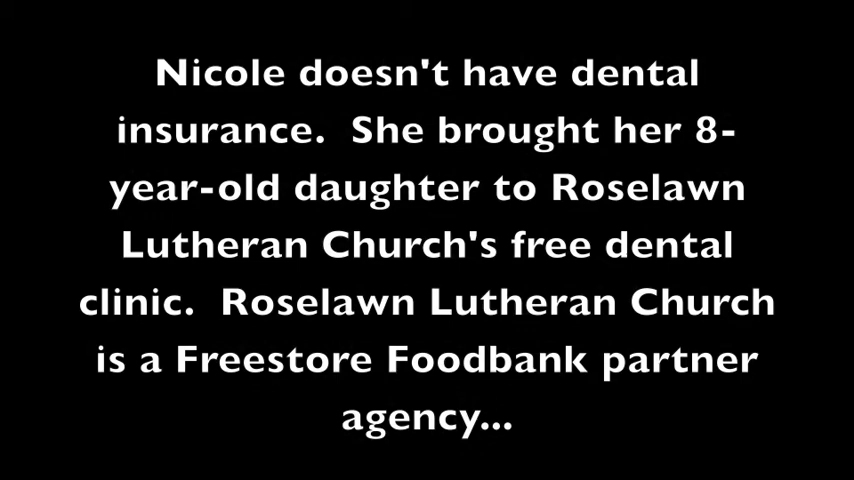 Nicole doesn't have dental
insurance.  She brought her 8-
year-old daughter to Roselawn
Lutheran Church's free dental
clinic.  Roselawn Lutheran Church
is a Freestore Foodbank partner
agency...